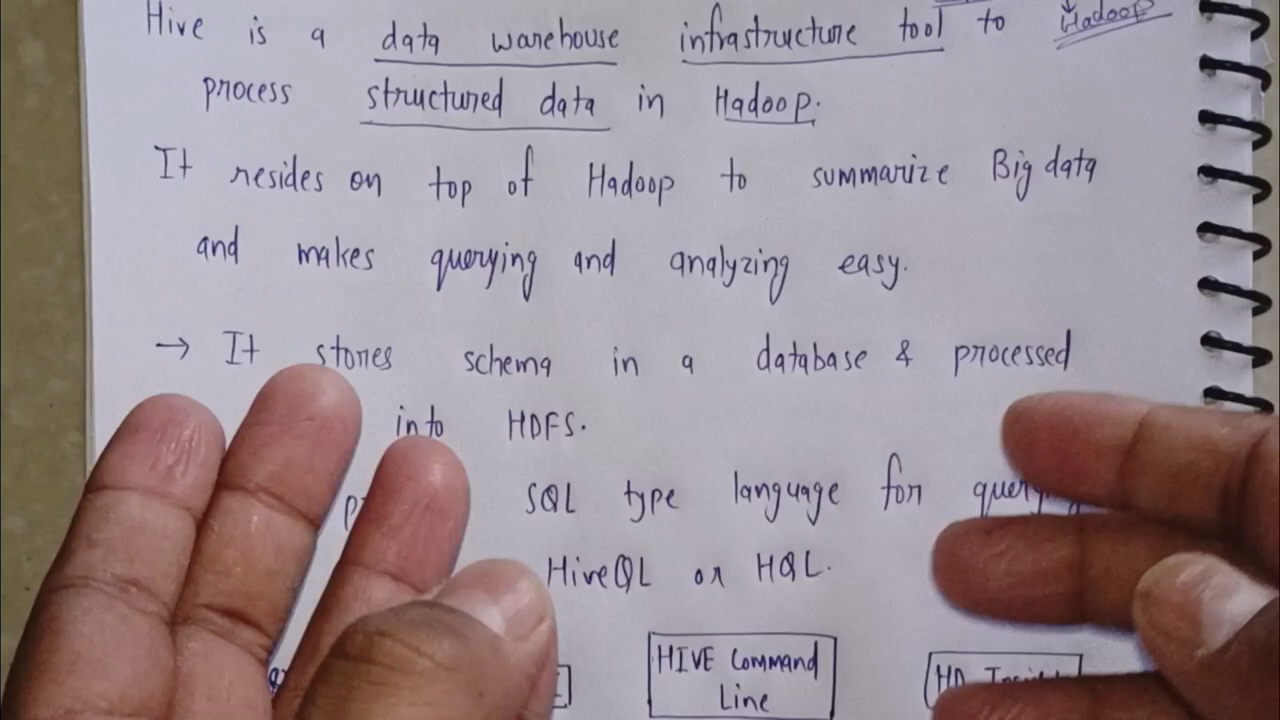 Hive is a data warehouse infrastructure tool to Hadoop
process structured data in Hadoop.
It resides on top of Hadoop to summarize Big data
and makes querying and analyzing easy.
→ It stores schema in a database & processed
into HDFS.
SQL type language for
HiveQL or HQL.
HIVE Command
Line
HD